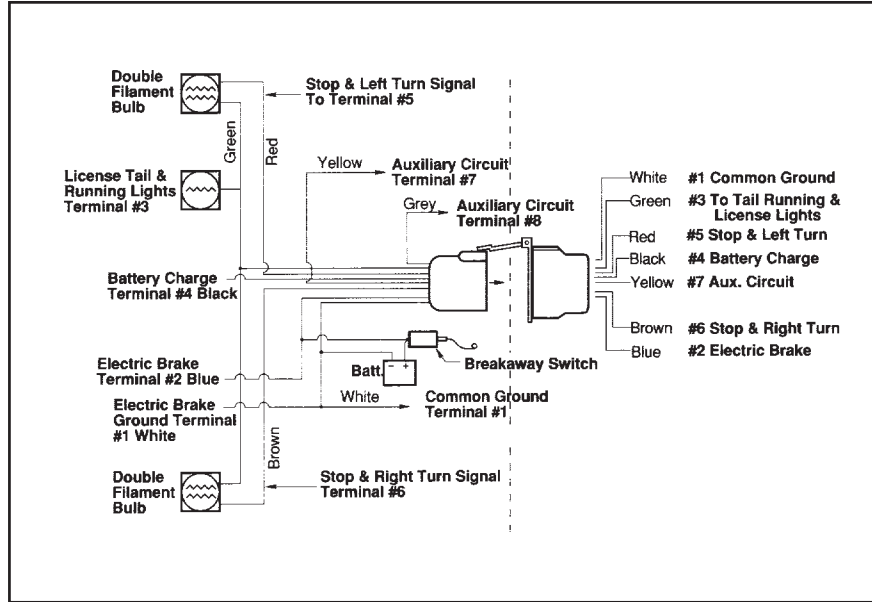 Double
Filament
Bulb
Stop & Left Turn Signal
To Terminal #5
Green
Red
License Tail &
Running Lights
Terminal #3
Yellow
Auxiliary Circuit
Terminal #7
Grey
Auxiliary Circuit
Terminal #8
White #1 Common Ground
Green #3 To Tail Running &
License Lights
Red #5 Stop & Left Turn
Black #4 Battery Charge
Yellow #7 Aux. Circuit
Brown #6 Stop & Right Turn
Blue #2 Electric Brake
Battery Charge
Terminal #4 Black
Electric Brake
Terminal #2 Blue
Batt.
- +
Breakaway Switch
Electric Brake
Ground Terminal
#1 White
White
Common Ground
Terminal #1
Brown
Double
Filament
Bulb
Stop & Right Turn Signal
Terminal #6